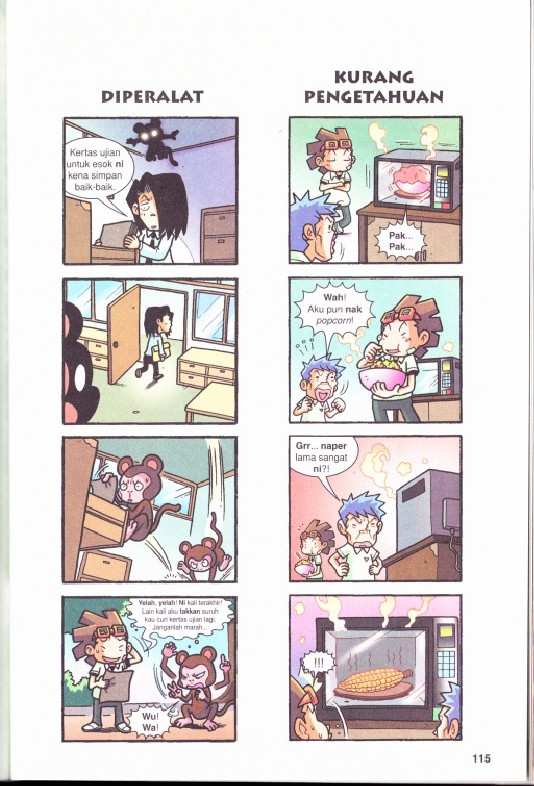 DIPERALAT
Kertas ujian
untuk esok ni
kena simpan
baik-baik..
Yelah, yelah! Ni kali terakhir!
Lain kali aku takkan suruh
kau curi kertas ujian lagi.
Janganlah marah...
Wu!
Wa!
KURANG
PENGETAHUAN
Pak...
Pak...
Wah!
Aku pun nak
popcorn!
Grr... naper
lama sangat
ni?!
!!!
115